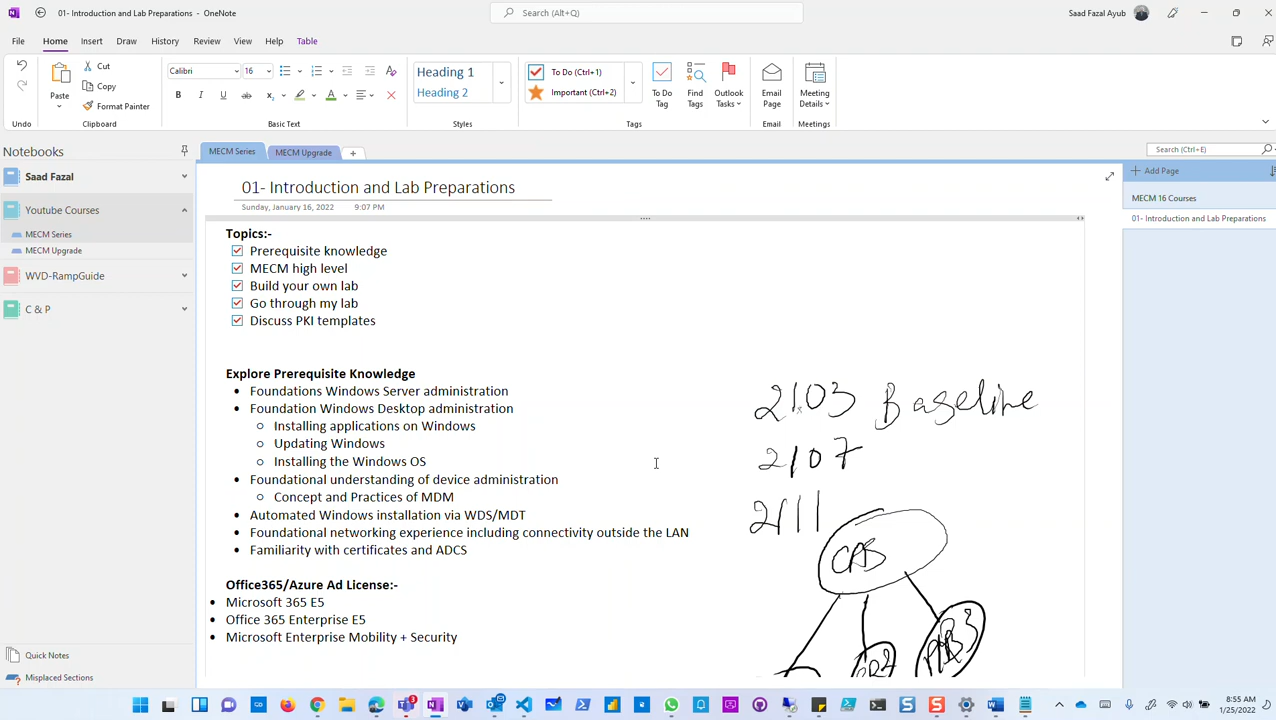 01- Introduction and Lab Preparations - OneNote
Search (Alt+Q)
Saad Fazal Ayub
File Home Insert Draw History Review View Help Table
Undo
Paste
Cut
Copy
Format Painter
Clipboard
Calibri 16
B I U ab
Basic Text
Heading 1
Heading 2
Styles
To Do (Ctrl+1)
Important (Ctrl+2)
To Do Tag
Find Tags
Outlook Tasks
Tags
Email Page
Email
Meeting Details
Meetings
Notebooks
Saad Fazal
Youtube Courses
MECM Series
MECM Upgrade
WVD-RampGuide
C & P
Quick Notes
Misplaced Sections
MECM Series MECM Upgrade +
Search (Ctrl+E)
01- Introduction and Lab Preparations
Sunday, January 16, 2022 9:07 PM
Topics:-
Prerequisite knowledge
MECM high level
Build your own lab
Go through my lab
Discuss PKI templates
Explore Prerequisite Knowledge
Foundations Windows Server administration
Foundation Windows Desktop administration
Installing applications on Windows
Updating Windows
Installing the Windows OS
Foundational understanding of device administration
Concept and Practices of MDM
Automated Windows installation via WDS/MDT
Foundational networking experience including connectivity outside the LAN
Familiarity with certificates and ADCS
Office365/Azure Ad License:-
Microsoft 365 E5
Office 365 Enterprise E5
Microsoft Enterprise Mobility + Security
2103 Baseline
2107
2111
CAS
Add Page
MECM 16 Courses
01- Introduction and Lab Preparations
3
8:55 AM
1/25/2022